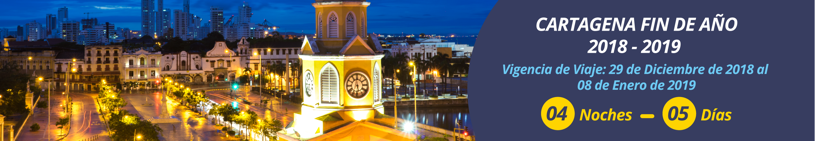 CARTAGENA FIN DE AÑO
2018 - 2019
Vigencia de Viaje: 29 de Diciembre de 2018 al
08 de Enero de 2019
04 Noches – 05 Días